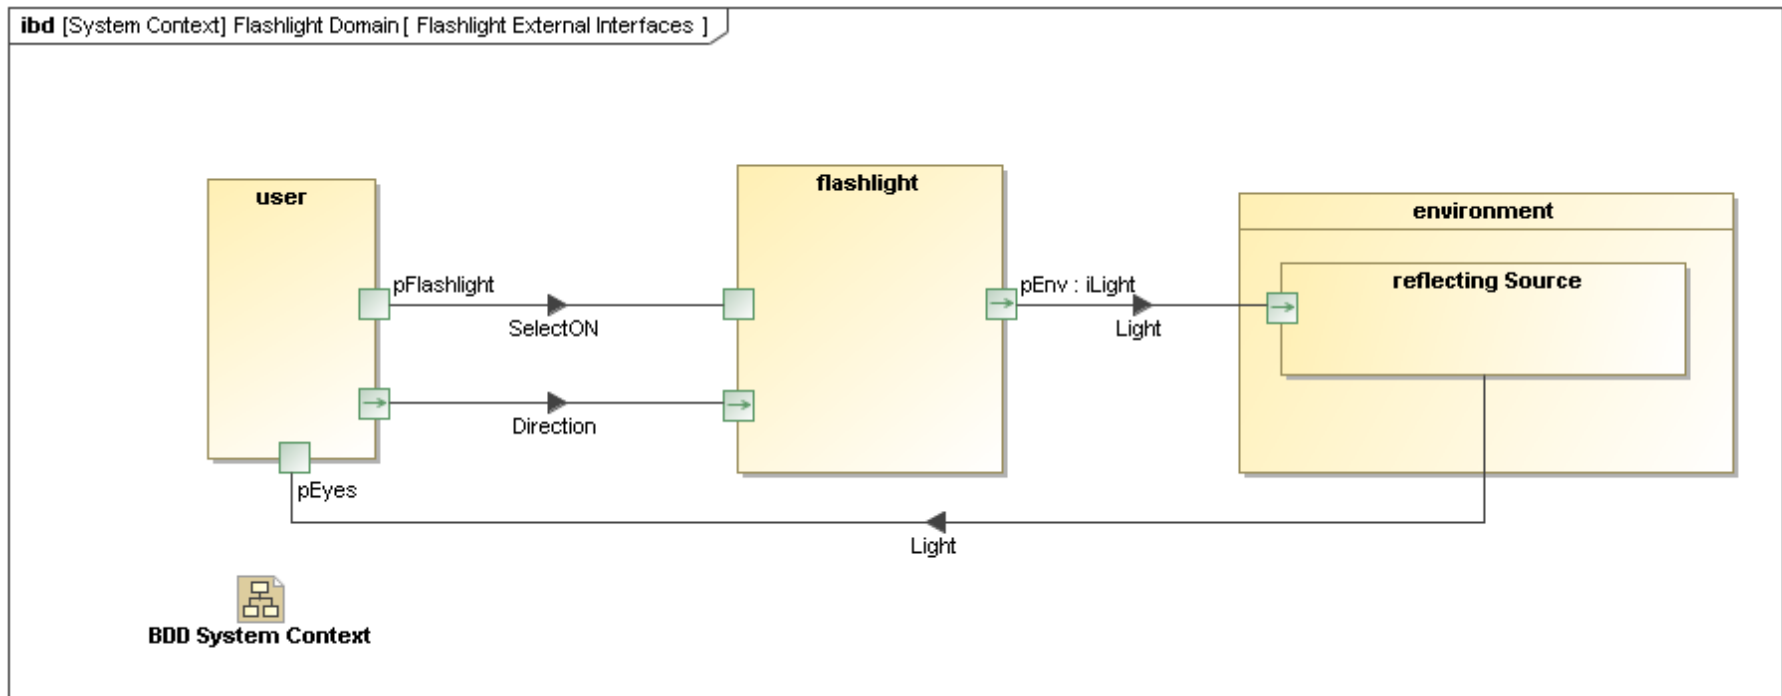 ibd [System Context] Flashlight Domain [ Flashlight External Interfaces ]
user
flashlight
environment
reflecting Source
pFlashlight
SelectON
pEnv : iLight
Light
Direction
pEyes
Light
BDD System Context